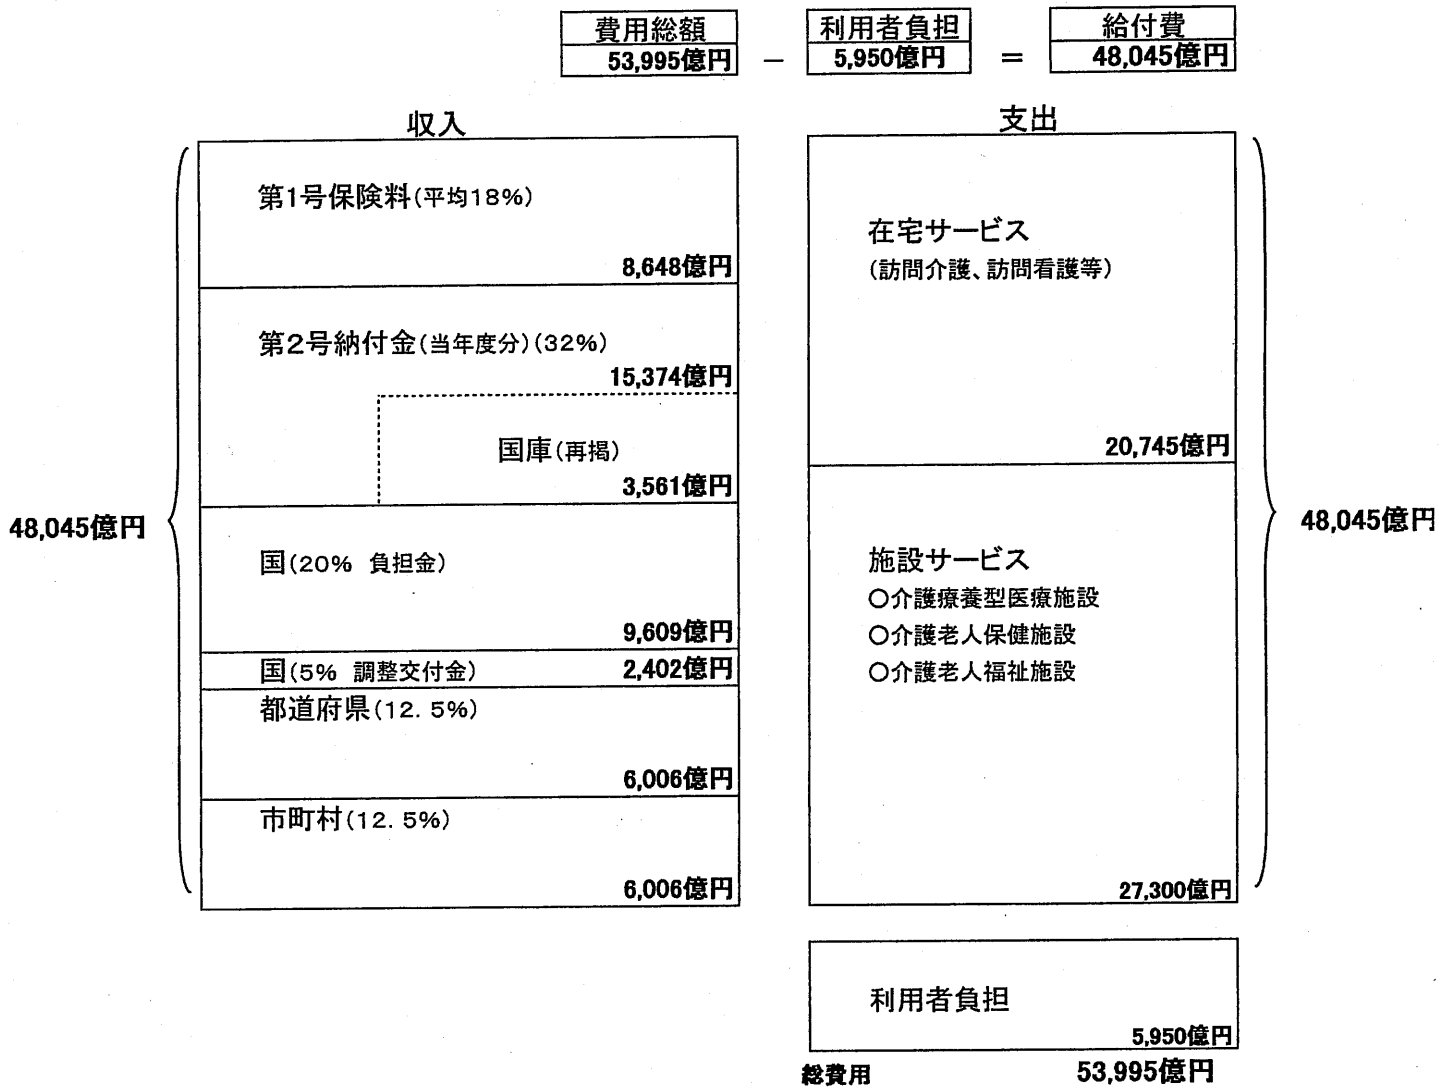 費用総額
53,995億円
－
利用者負担
5,950億円
＝
給付費
48,045億円
収入
48,045億円
第1号保険料(平均18%)
8,648億円
第2号納付金(当年度分)(32%)
15,374億円
国庫(再掲)
3,561億円
国(20% 負担金)
9,609億円
国(5% 調整交付金) 2,402億円
都道府県(12.5%)
6,006億円
市町村(12.5%)
6,006億円
支出
在宅サービス
(訪問介護、訪問看護等)
20,745億円
施設サービス
○介護療養型医療施設
○介護老人保健施設
○介護老人福祉施設
27,300億円
48,045億円
利用者負担
5,950億円
総費用 53,995億円